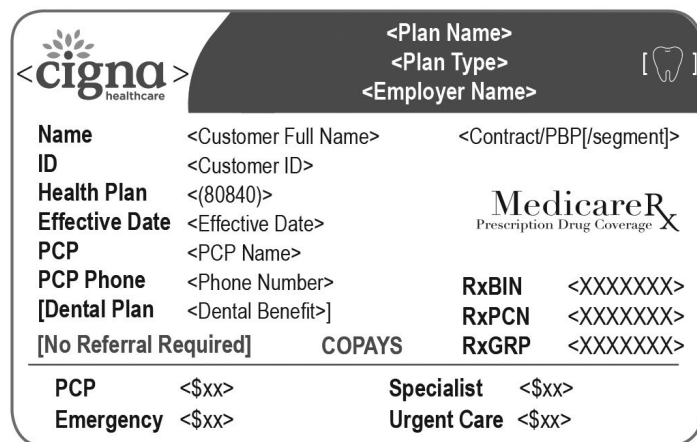 <Plan Name>
<Plan Type>
<Employer Name>
[ ]
<cigna>
healthcare
Name <Customer Full Name> <Contract/PBP[/segment]>
ID <Customer ID>
Health Plan <(80840)>
Effective Date <Effective Date>
MedicareRx
Prescription Drug Coverage
PCP <PCP Name>
PCP Phone <Phone Number> RxBIN <XXXXXXX>
[Dental Plan <Dental Benefit>] RxPCN <XXXXXXX>
[No Referral Required] COPAYS RxGRP <XXXXXXX>
PCP <$xx> Specialist <$xx>
Emergency <$xx> Urgent Care <$xx>